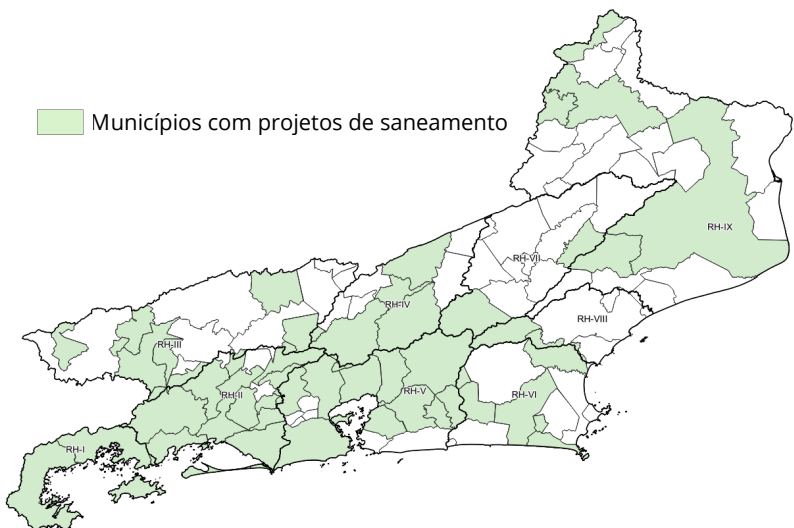 Municípios com projetos de saneamento
RH-IX
RH-VII
RH-IV
RH-VIII
RH-III
RH-II
RH-V
RH-VI
RH-I